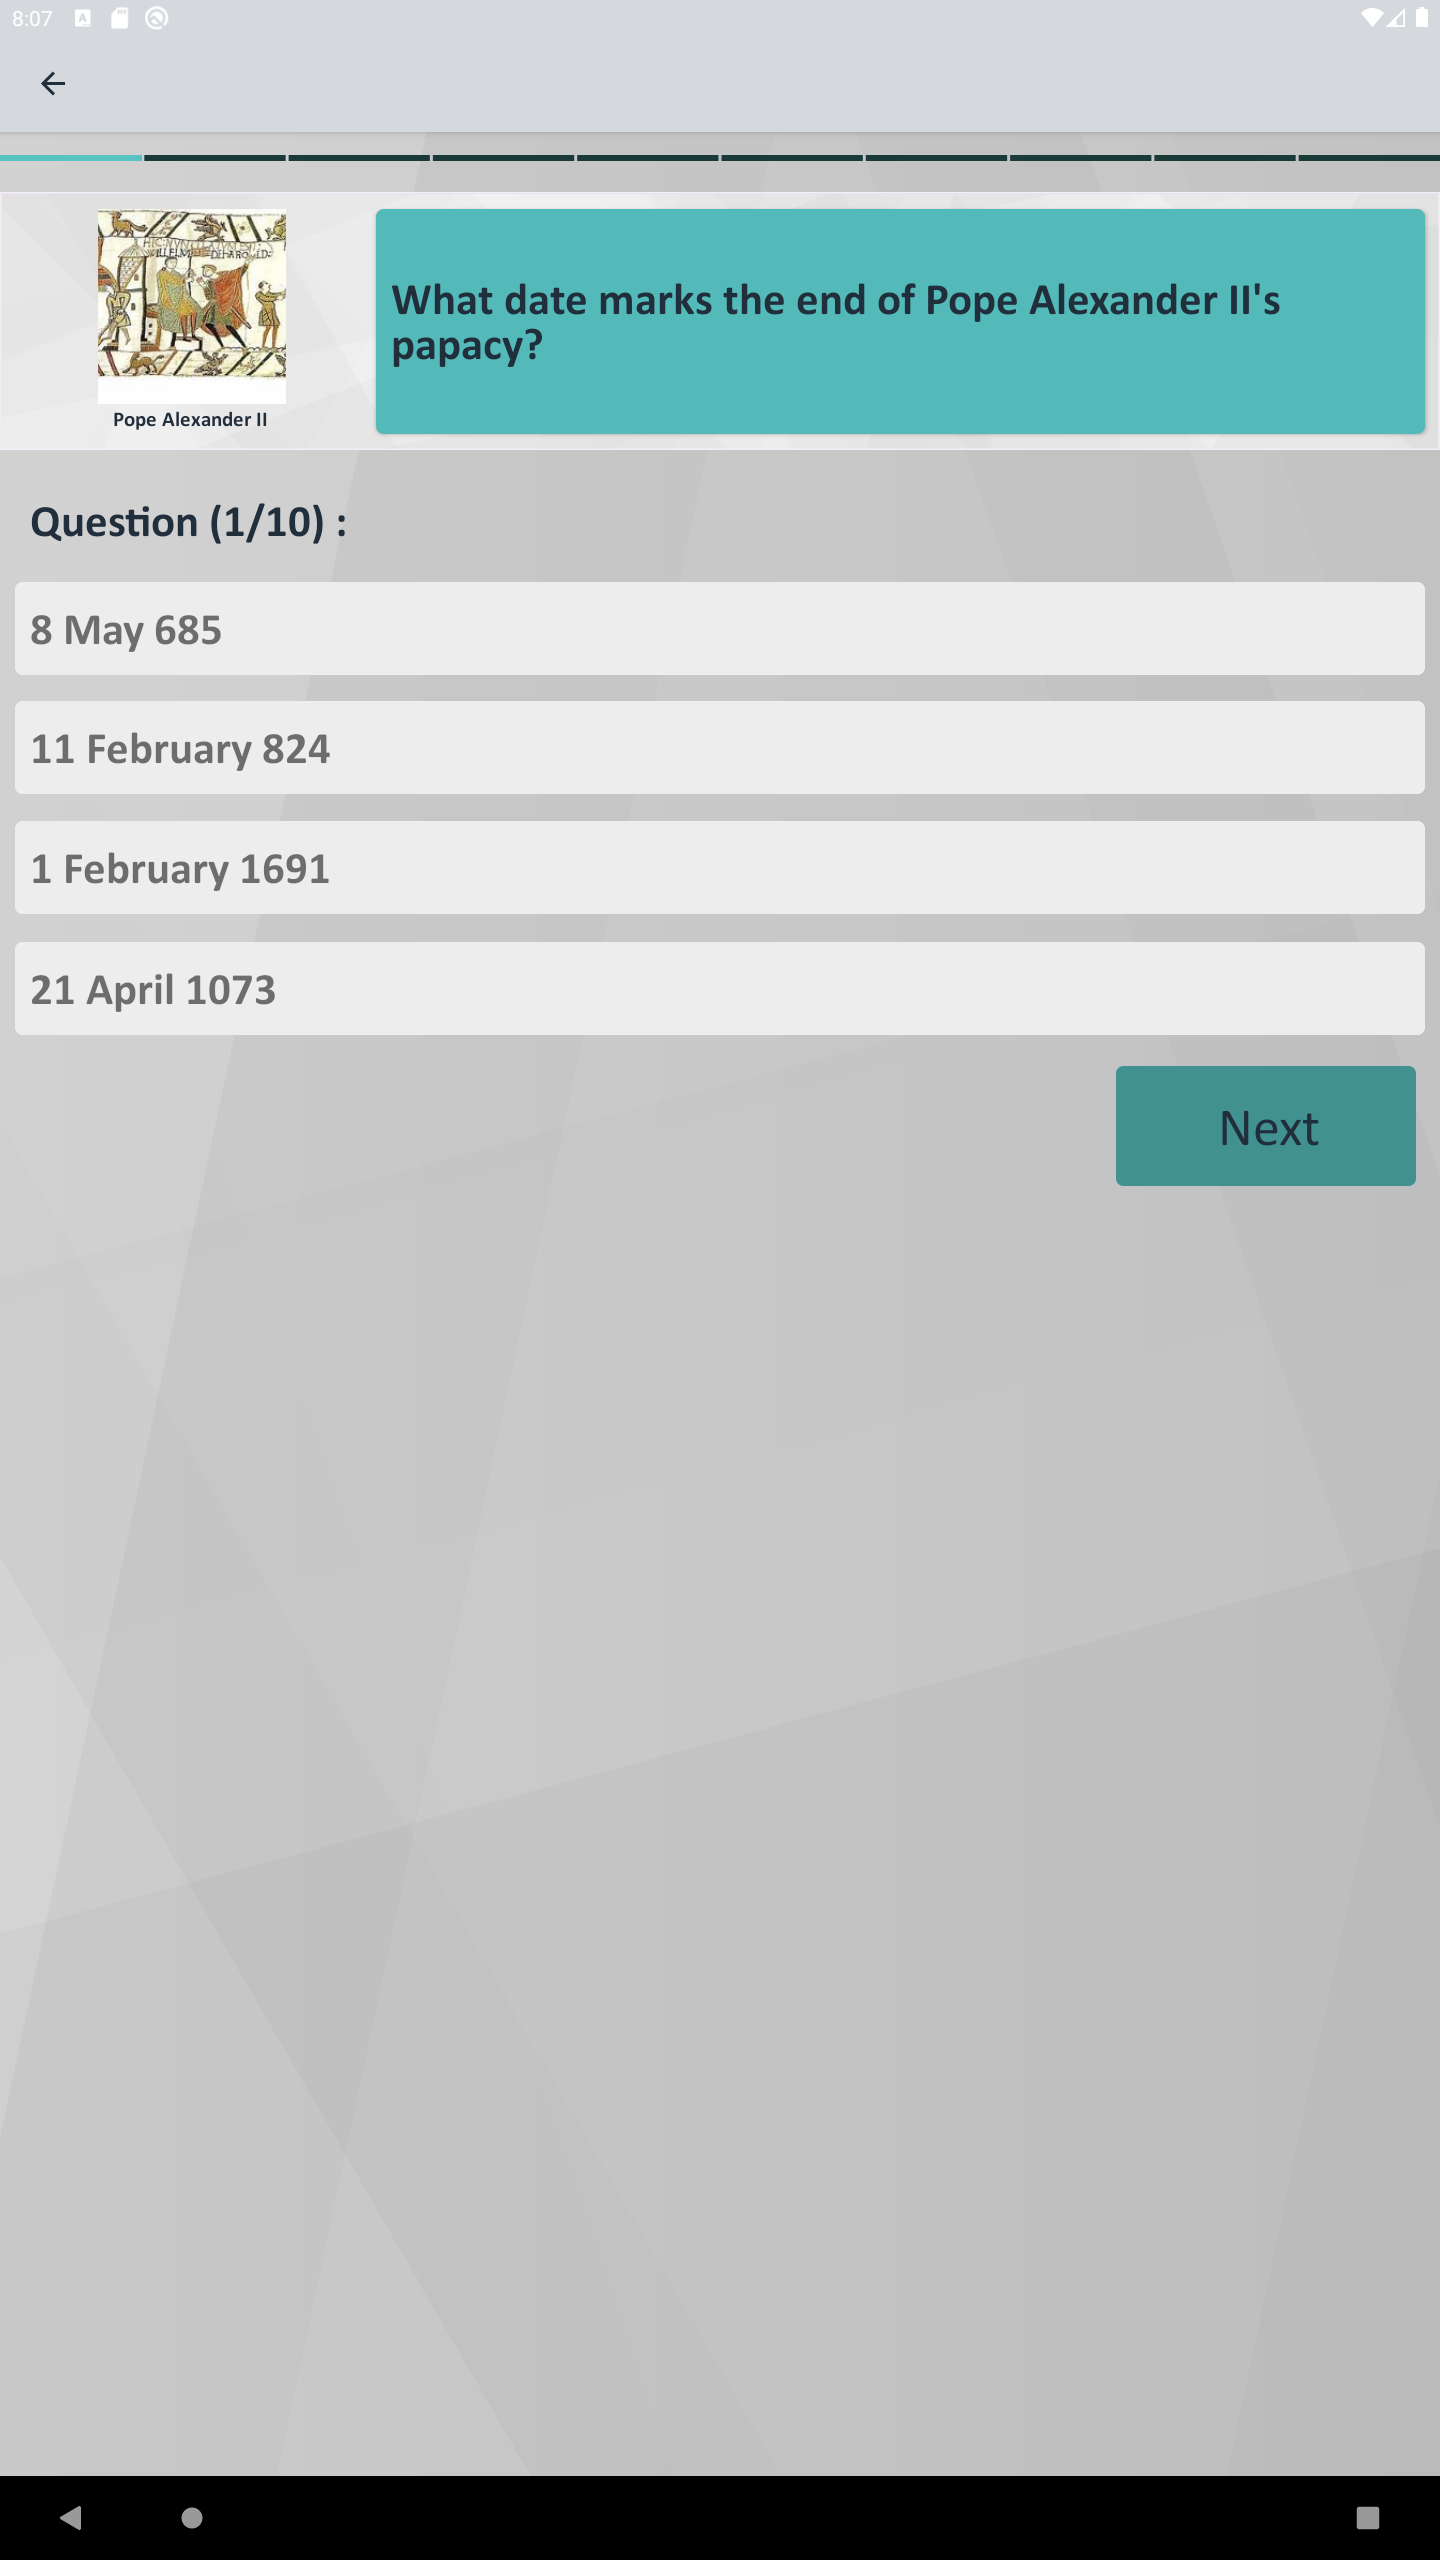 8:07
What date marks the end of Pope Alexander II's
papacy?
Pope Alexander II
Question (1/10) :
8 May 685
11 February 824
1 February 1691
21 April 1073
Next